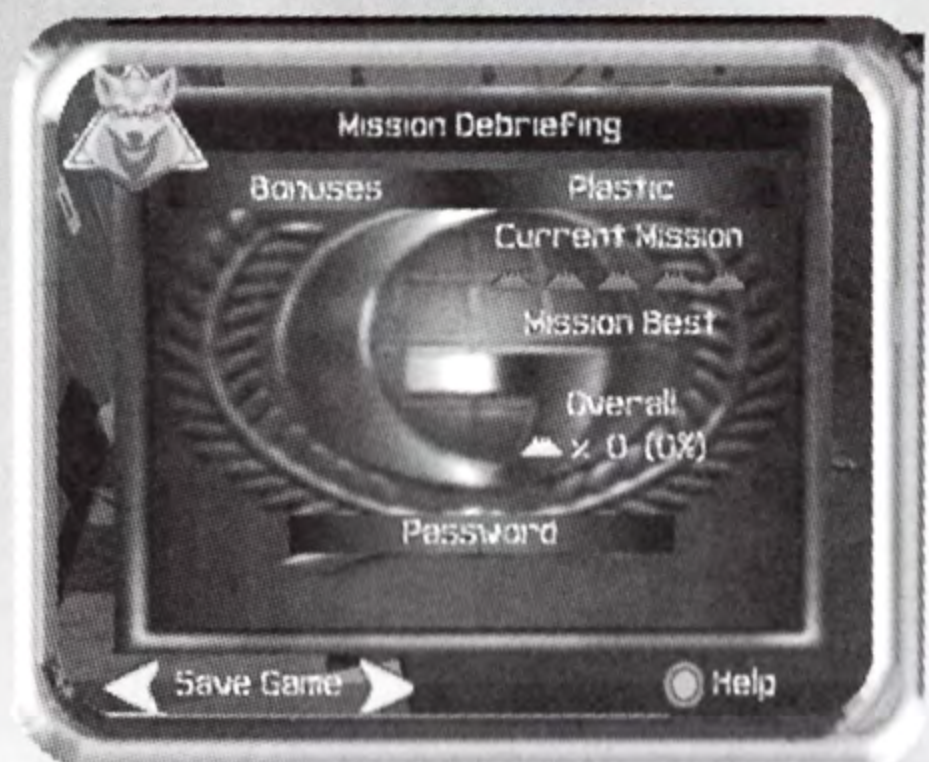 Mission Debriefing
Bonuses Plastic
Current Mission
Mission Best
Overall
x 0 (0%)
Password
Save Game Help